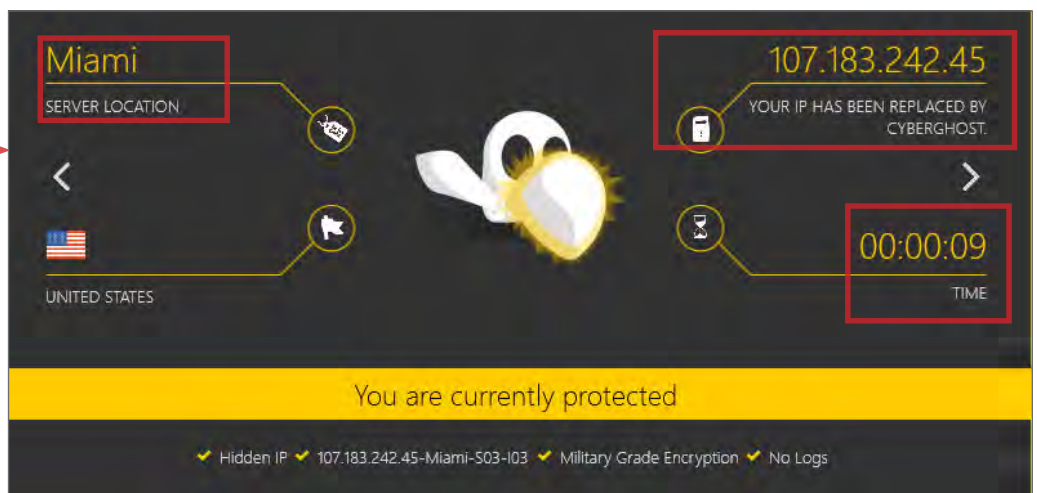 Miami
SERVER LOCATION
107.183.242.45
YOUR IP HAS BEEN REPLACED BY
CYBERGHOST.
UNITED STATES
00:00:09
TIME
You are currently protected
Hidden IP 107.183.242.45-Miami-S03-I03 Military Grade Encryption No Logs